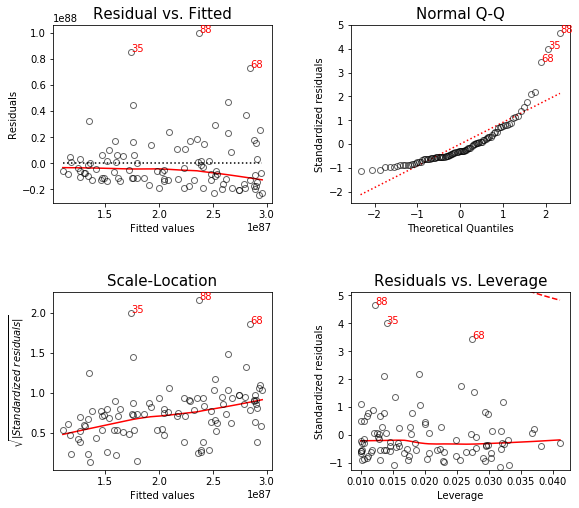 Residual vs. Fitted
1e88
Residuals
1.0
0.8
0.6
0.4
0.2
0.0
−0.2
88
35
68
1.5 2.0 2.5 3.0
Fitted values 1e87
Normal Q-Q
Standardized residuals
5
4
3
2
1
0
−1
−2
88
35
68
−2 −1 0 1 2
Theoretical Quantiles
Scale-Location
√|Standardized residuals|
2.0
1.5
1.0
0.5
88
35
68
1.5 2.0 2.5 3.0
Fitted values 1e87
Residuals vs. Leverage
Standardized residuals
5
4
3
2
1
0
−1
88
35
68
0.010 0.015 0.020 0.025 0.030 0.035 0.040
Leverage